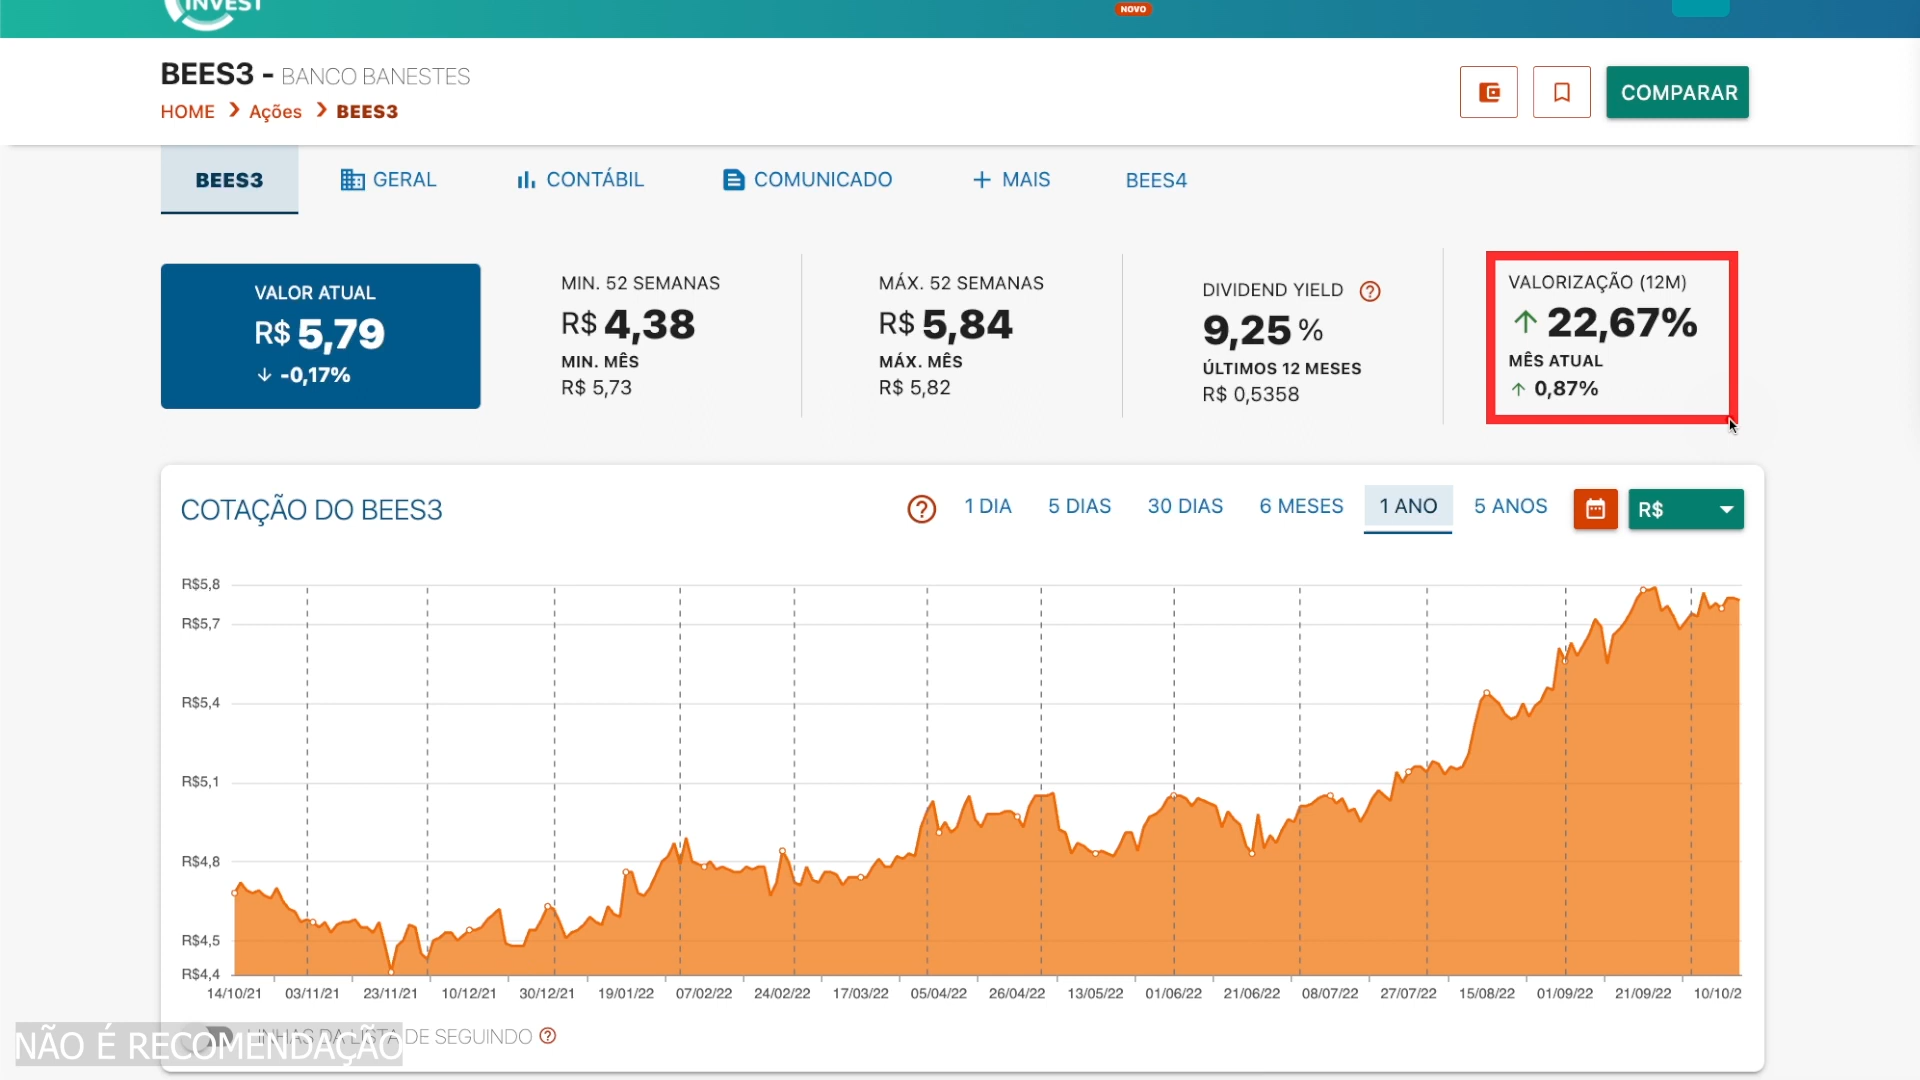 INVEST
NOVO
BEES3 - BANCO BANESTES
HOME Ações BEES3
COMPARAR
BEES3
GERAL
CONTÁBIL
COMUNICADO
+ MAIS
BEES4
VALOR ATUAL
R$ 5,79
-0,17%
MIN. 52 SEMANAS
R$ 4,38
MIN. MÊS
R$ 5,73
MÁX. 52 SEMANAS
R$ 5,84
MÁX. MÊS
R$ 5,82
DIVIDEND YIELD ?
9,25 %
ÚLTIMOS 12 MESES
R$ 0,5358
VALORIZAÇÃO (12M)
22,67%
MÊS ATUAL
0,87%
COTAÇÃO DO BEES3
? 1 DIA 5 DIAS 30 DIAS 6 MESES 1 ANO 5 ANOS R$
R$5,8
R$5,7
R$5,4
R$5,1
R$4,8
R$4,5
R$4,4
14/10/21 03/11/21 23/11/21 10/12/21 30/12/21 19/01/22 07/02/22 24/02/22 17/03/22 05/04/22 26/04/22 13/05/22 01/06/22 21/06/22 08/07/22 27/07/22 15/08/22 01/09/22 21/09/22 10/10/2
LINHAS DA LISTA DE SEGUINDO ?
NÃO É RECOMENDAÇÃO